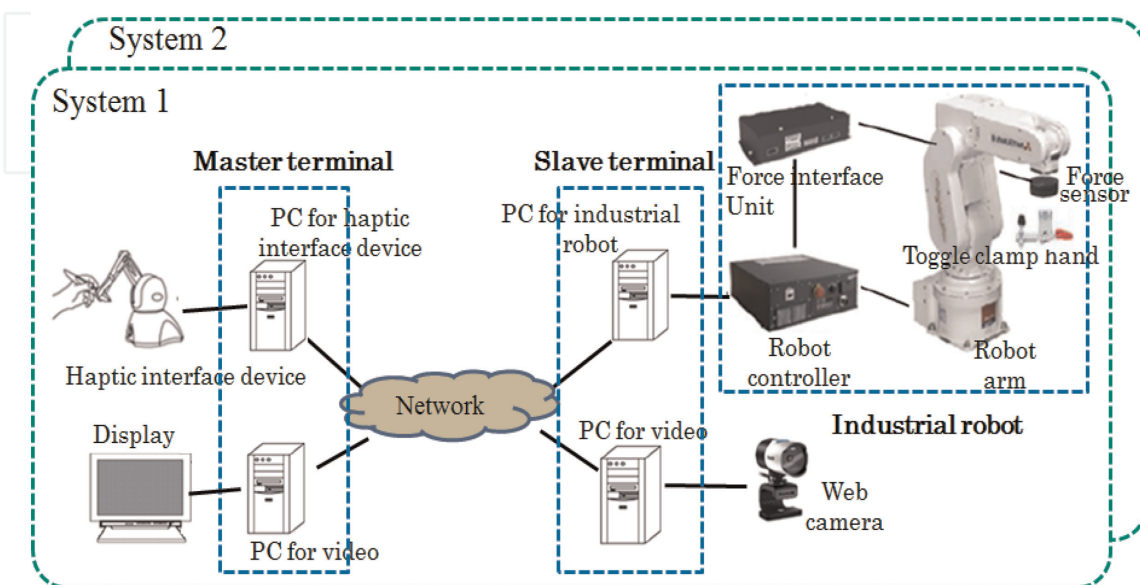 System 2
System 1
Master terminal
Slave terminal
PC for haptic
interface device
PC for industrial
robot
Force interface
Unit
Force
sensor
Toggle clamp hand
Haptic interface device
Robot
controller
Robot
arm
Network
Display
PC for video
PC for video
Industrial robot
Web
camera